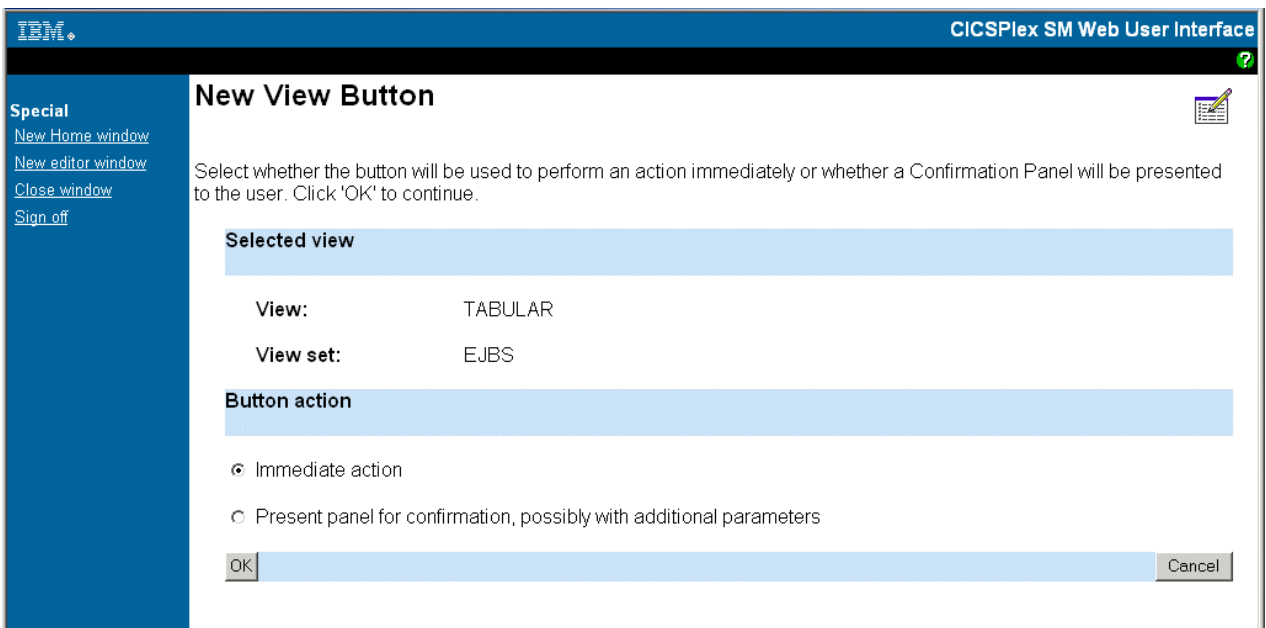 IBM.
CICSPlex SM Web User Interface
?
Special
New Home window
New editor window
Close window
Sign off
New View Button
Select whether the button will be used to perform an action immediately or whether a Confirmation Panel will be presented
to the user. Click 'OK' to continue.
Selected view
View: TABULAR
View set: EJBS
Button action
Immediate action
Present panel for confirmation, possibly with additional parameters
OK Cancel